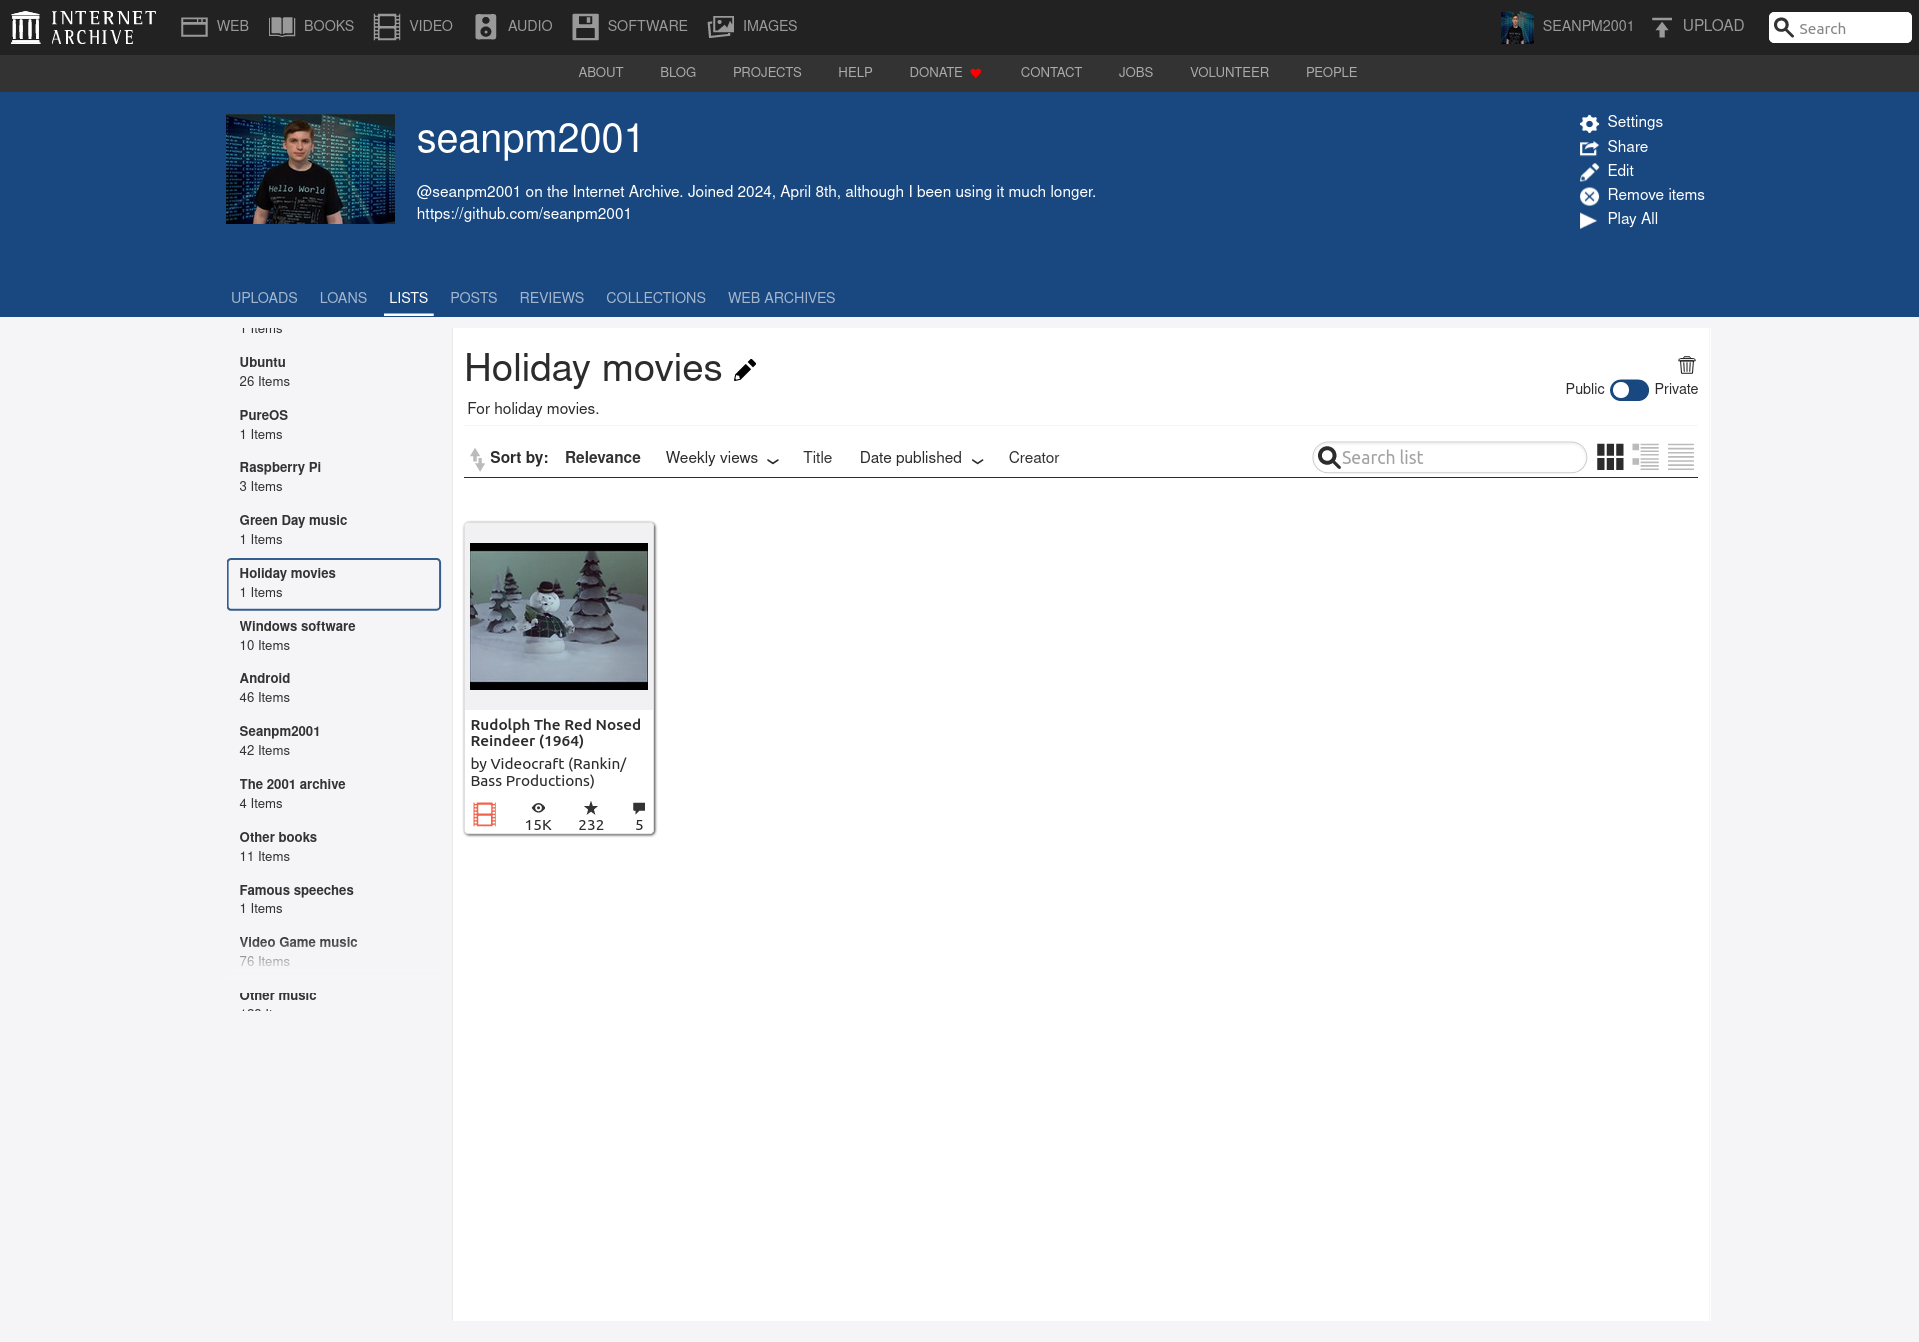 INTERNET ARCHIVE
WEB
BOOKS
VIDEO
AUDIO
SOFTWARE
IMAGES
SEANPM2001
UPLOAD
Search
ABOUT
BLOG
PROJECTS
HELP
DONATE
CONTACT
JOBS
VOLUNTEER
PEOPLE
Hello World
seanpm2001
@seanpm2001 on the Internet Archive. Joined 2024, April 8th, although I been using it much longer.
https://github.com/seanpm2001
Settings
Share
Edit
Remove items
Play All
UPLOADS
LOANS
LISTS
POSTS
REVIEWS
COLLECTIONS
WEB ARCHIVES
1 Items
Ubuntu
26 Items
PureOS
1 Items
Raspberry Pi
3 Items
Green Day music
1 Items
Holiday movies
1 Items
Windows software
10 Items
Android
46 Items
Seanpm2001
42 Items
The 2001 archive
4 Items
Other books
11 Items
Famous speeches
1 Items
Video Game music
76 Items
Other music
Holiday movies
For holiday movies.
Public
Private
Sort by:
Relevance
Weekly views
Title
Date published
Creator
Search list
Rudolph The Red Nosed
Reindeer (1964)
by Videocraft (Rankin/
Bass Productions)
15K
232
5